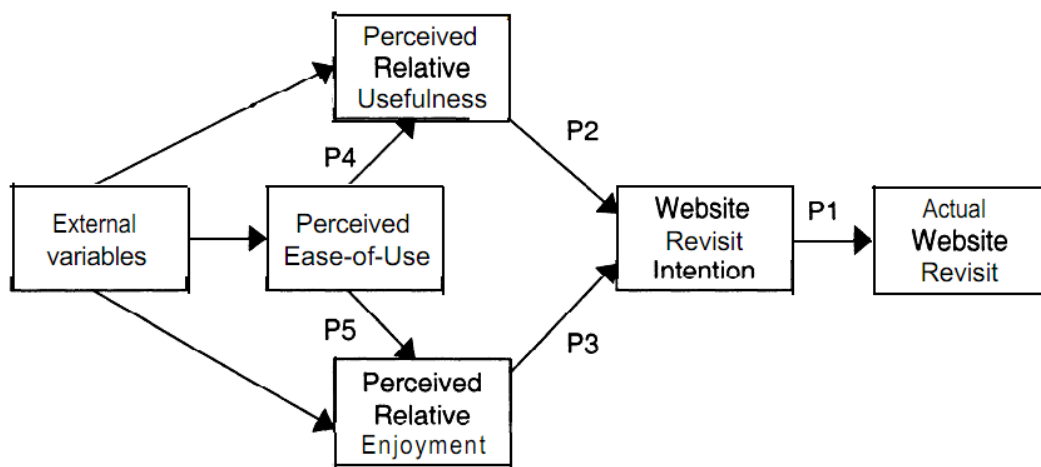 Perceived
Relative
Usefulness
P4
P2
External
variables
Perceived
Ease-of-Use
Website
Revisit
Intention
P1
Actual
Website
Revisit
P5
P3
Perceived
Relative
Enjoyment